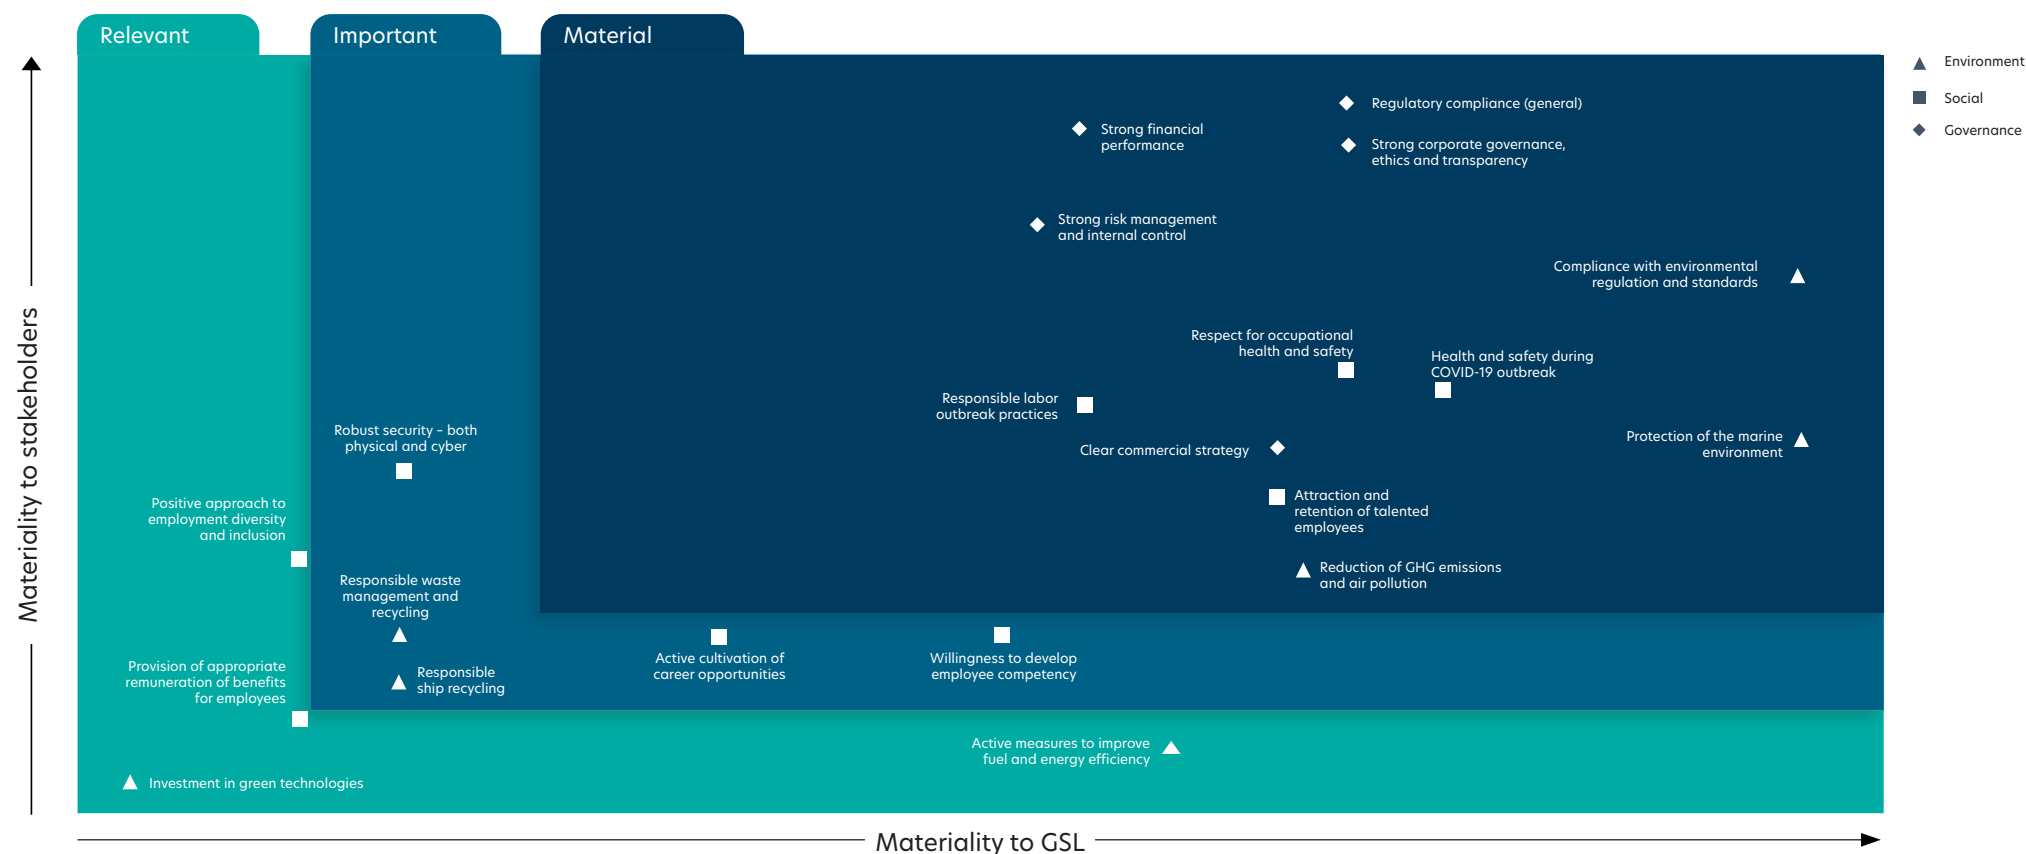 Relevant
Important
Material
Environment
Social
Governance
Regulatory compliance (general)
Strong financial
performance
Strong corporate governance,
ethics and transparency
Strong risk management
and internal control
Compliance with environmental
regulation and standards
Respect for occupational
health and safety
Health and safety during
COVID-19 outbreak
Responsible labor
outbreak practices
Clear commercial strategy
Protection of the marine
environment
Robust security – both
physical and cyber
Attraction and
retention of talented
employees
Positive approach to
employment diversity
and inclusion
Reduction of GHG emissions
and air pollution
Responsible waste
management and
recycling
Active cultivation of
career opportunities
Willingness to develop
employee competency
Provision of appropriate
remuneration of benefits
for employees
Responsible
ship recycling
Active measures to improve
fuel and energy efficiency
Investment in green technologies
Materiality to stakeholders
Materiality to GSL